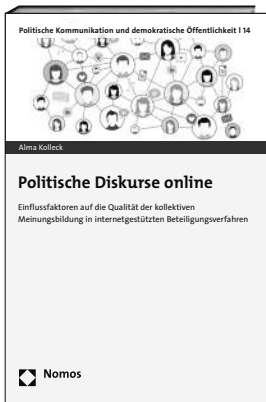 Politische Kommunikation und demokratische Öffentlichkeit | 14
Alma Kolleck
Politische Diskurse online
Einflussfaktoren auf die Qualität der kollektiven
Meinungsbildung in internetgestützten Beteiligungsverfahren
Nomos